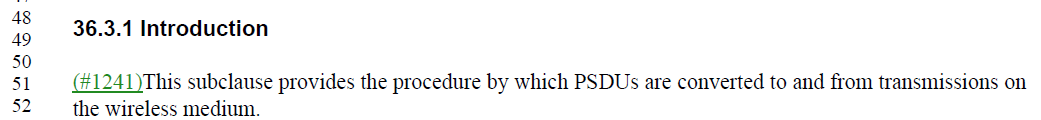 48 36.3.1 Introduction
49
50
51 (#1241)This subclause provides the procedure by which PSDUs are converted to and from transmissions on
52 the wireless medium.